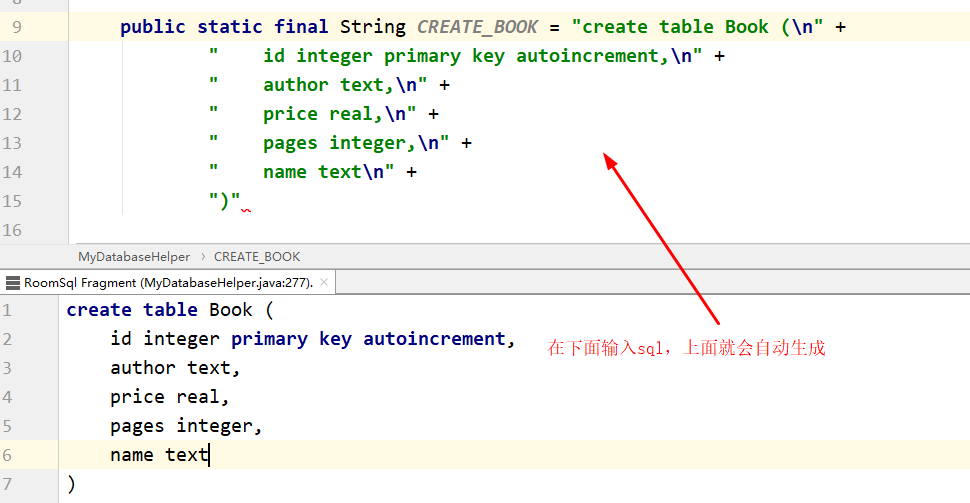 9 public static final String CREATE_BOOK = "create table Book (\n" +
10 "    id integer primary key autoincrement,\n" +
11 "    author text,\n" +
12 "    price real,\n" +
13 "    pages integer,\n" +
14 "    name text\n" +
15 ")"
16
MyDatabaseHelper › CREATE_BOOK
RoomSql Fragment (MyDatabaseHelper.java:277). ×
1 create table Book (
2     id integer primary key autoincrement,
3     author text,
4     price real,
5     pages integer,
6     name text
7 )
在下面输入sql，上面就会自动生成